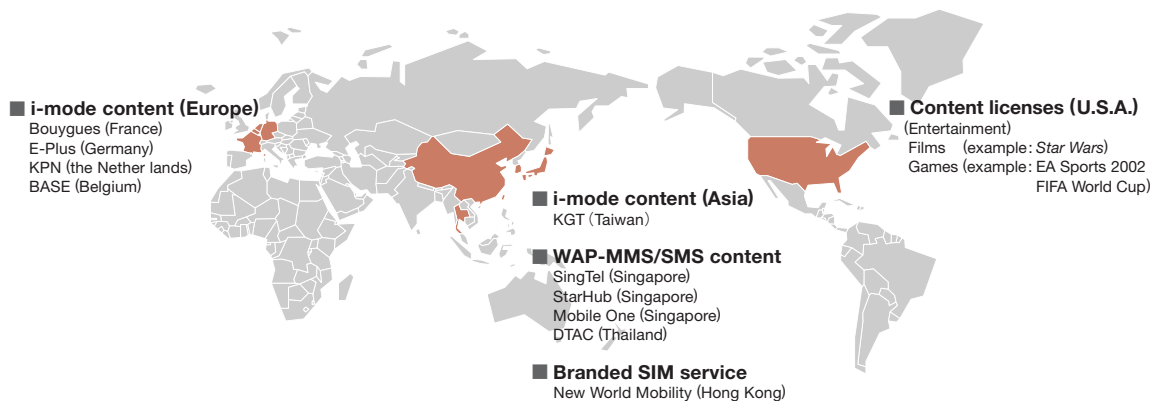 ■ i-mode content (Europe)
Bouygues (France)
E-Plus (Germany)
KPN (the Nether lands)
BASE (Belgium)
■ i-mode content (Asia)
KGT (Taiwan)
■ WAP-MMS/SMS content
SingTel (Singapore)
StarHub (Singapore)
Mobile One (Singapore)
DTAC (Thailand)
■ Branded SIM service
New World Mobility (Hong Kong)
■ Content licenses (U.S.A.)
(Entertainment)
Films (example: Star Wars)
Games (example: EA Sports 2002
FIFA World Cup)